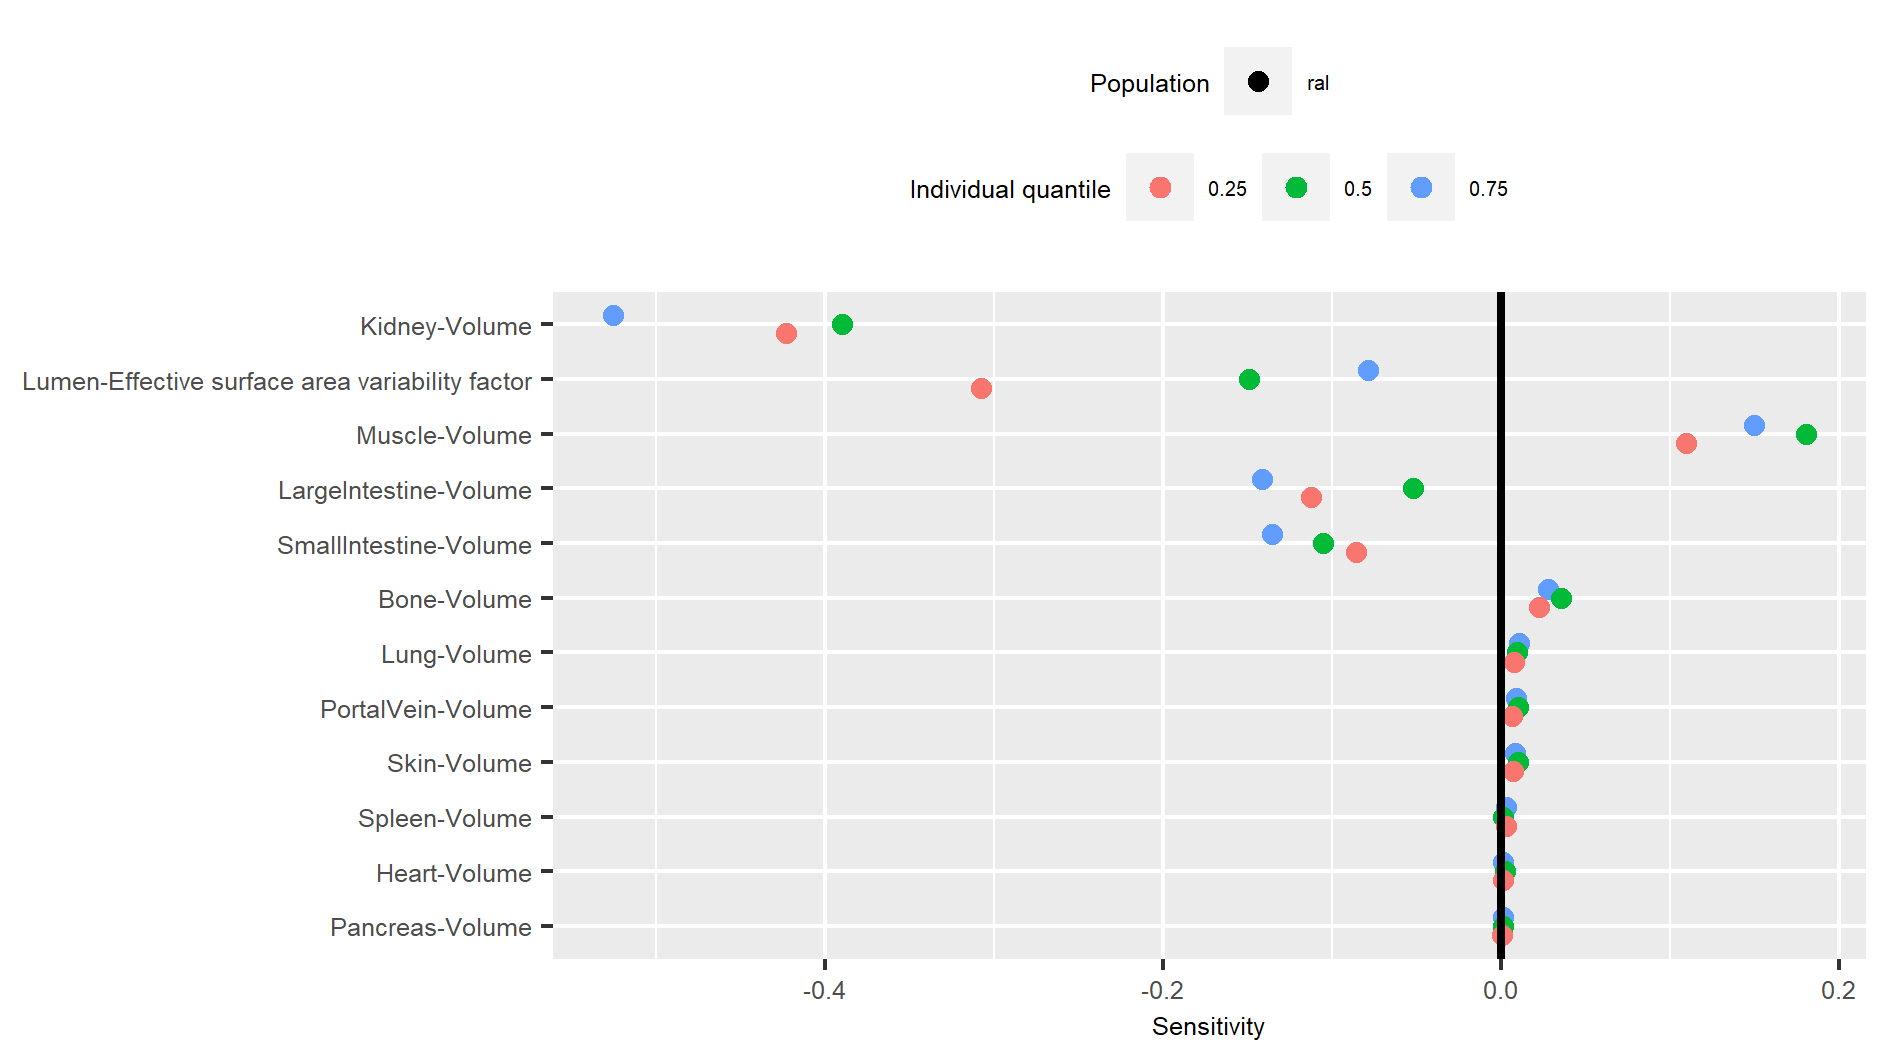 Population ral
Individual quantile 0.25 0.5 0.75
Kidney-Volume
Lumen-Effective surface area variability factor
Muscle-Volume
LargeIntestine-Volume
SmallIntestine-Volume
Bone-Volume
Lung-Volume
PortalVein-Volume
Skin-Volume
Spleen-Volume
Heart-Volume
Pancreas-Volume
-0.4 -0.2 0.0 0.2
Sensitivity